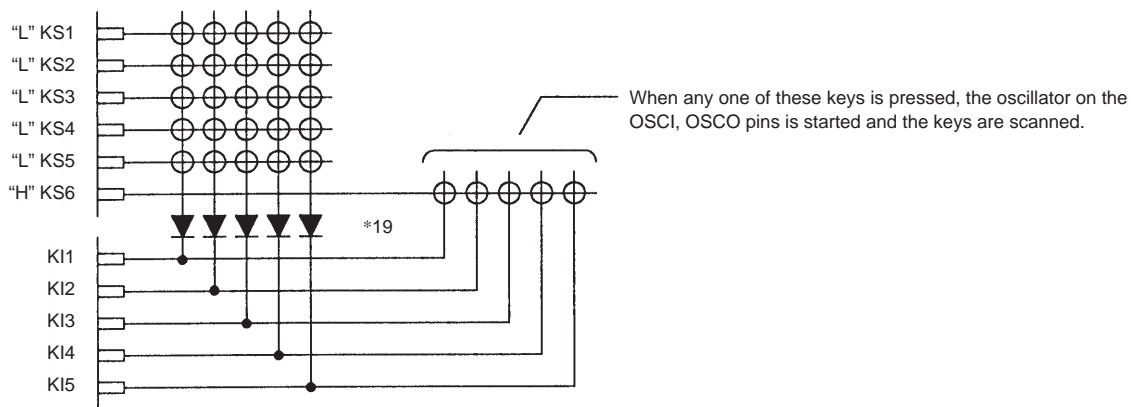 “L” KS1
“L” KS2
“L” KS3
“L” KS4
“L” KS5
“H” KS6
When any one of these keys is pressed, the oscillator on the
OSCI, OSCO pins is started and the keys are scanned.
*19
KI1
KI2
KI3
KI4
KI5